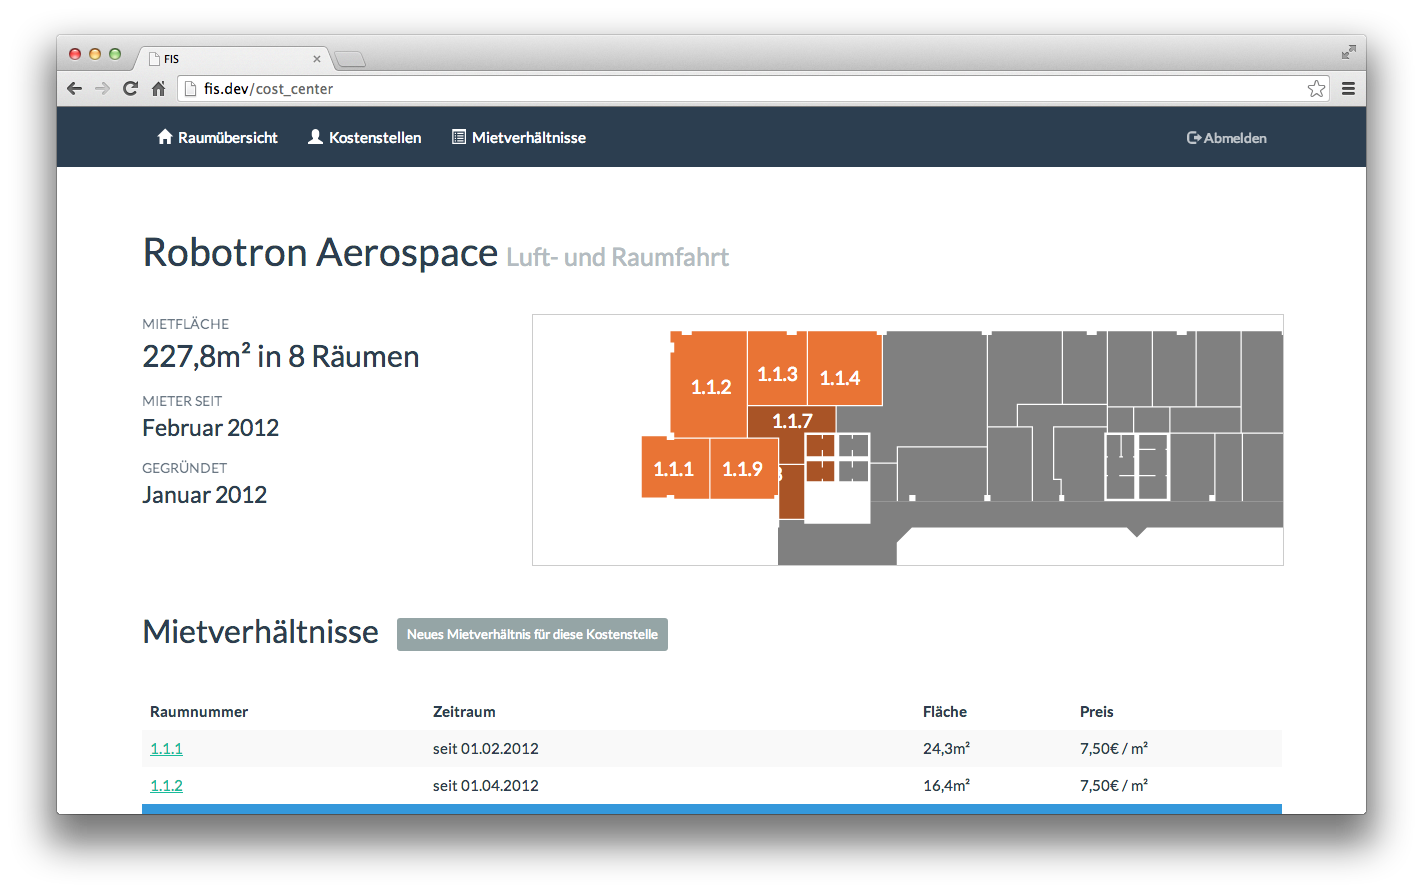 FIS
fis.dev/cost_center
Raumübersicht Kostenstellen Mietverhältnisse Abmelden
Robotron Aerospace Luft- und Raumfahrt
MIETFLÄCHE
227,8m² in 8 Räumen
MIETER SEIT
Februar 2012
GEGRÜNDET
Januar 2012
1.1.2 1.1.3 1.1.4
1.1.7
1.1.1 1.1.9
Mietverhältnisse Neues Mietverhältnis für diese Kostenstelle
Raumnummer Zeitraum Fläche Preis
1.1.1 seit 01.02.2012 24,3m² 7,50€ / m²
1.1.2 seit 01.04.2012 16,4m² 7,50€ / m²